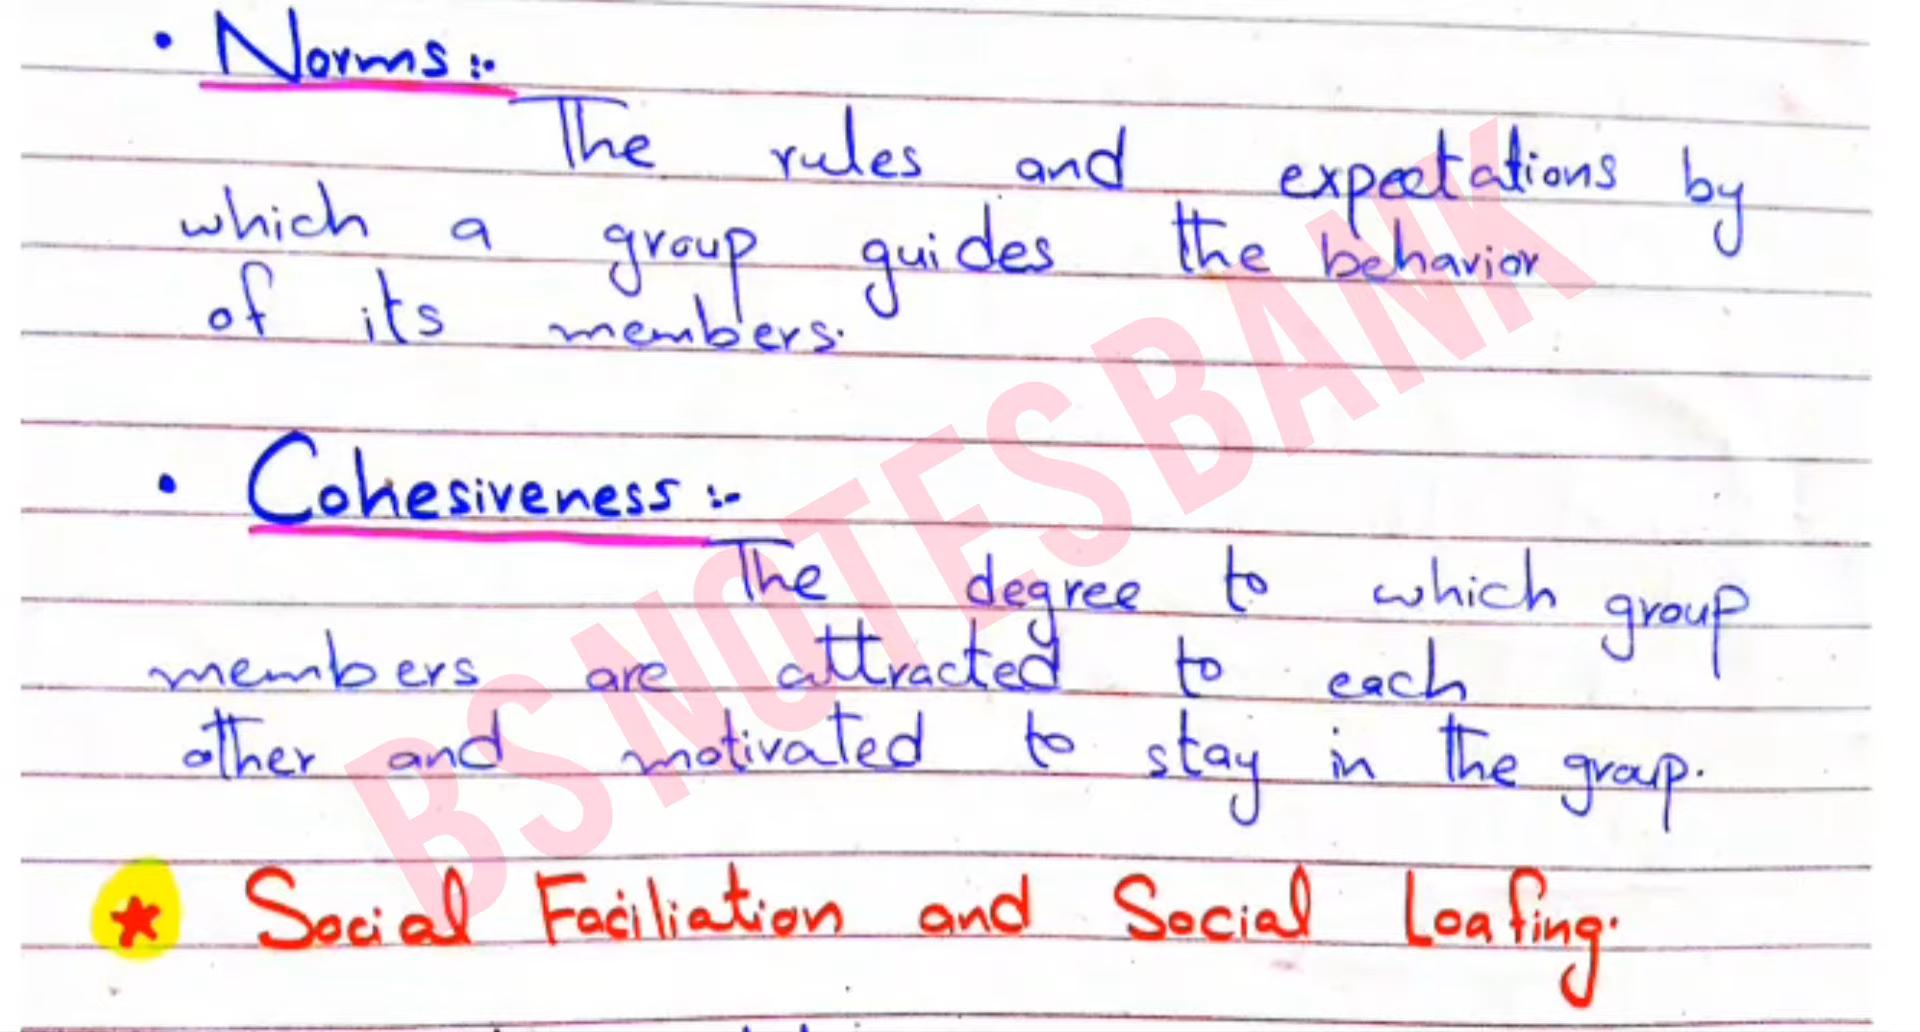 • Norms :-
The rules and expectations by
which a group guides the behavior
of its members.
• Cohesiveness :-
The degree to which group
members are attracted to each
other and motivated to stay in the group.
★ Social Faciliation and Social Loafing.
BS NOTES BANK